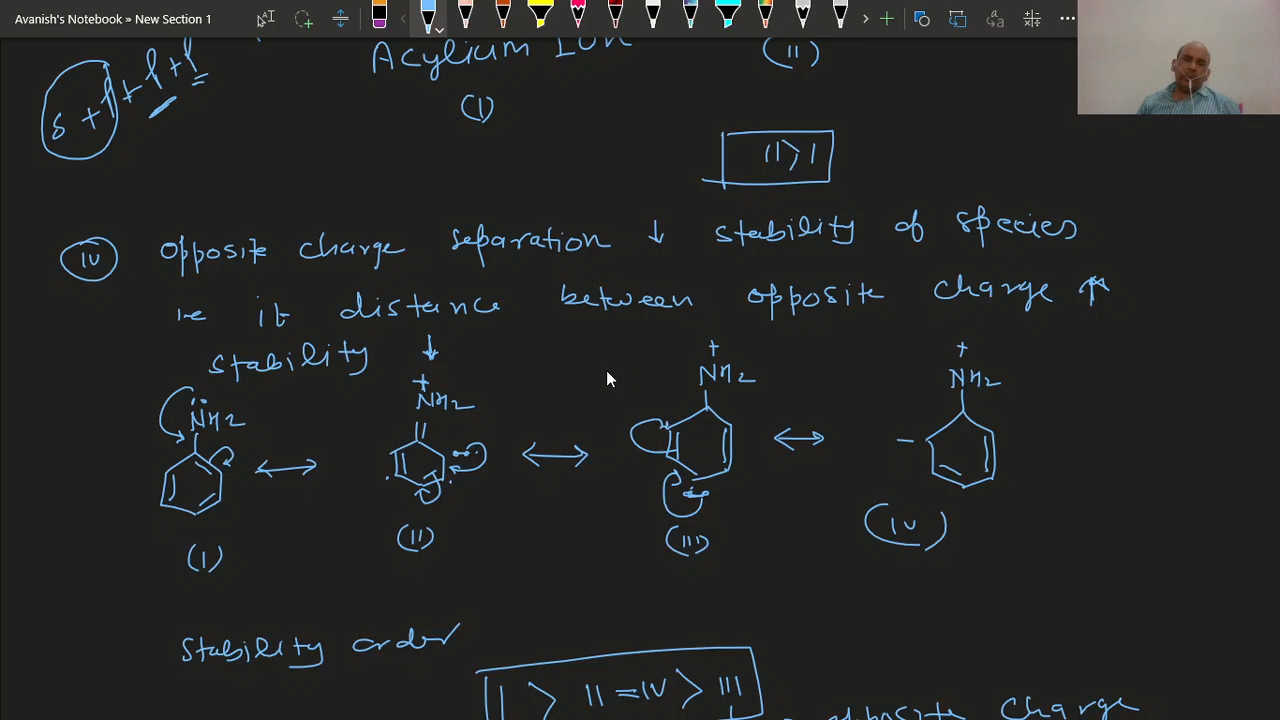 Avanish's Notebook » New Section 1
Acylium Ion
(I)
(II)
s + p + p + p
II > I
(iv) opposite charge separation ↓ stability of species
i.e. if distance between opposite charge ↑
stability ↓
NH2
+
NH2
+
NH2
+
NH2
(I)
(II)
(III)
(IV)
Stability order
I > II = IV > III
opposite charge